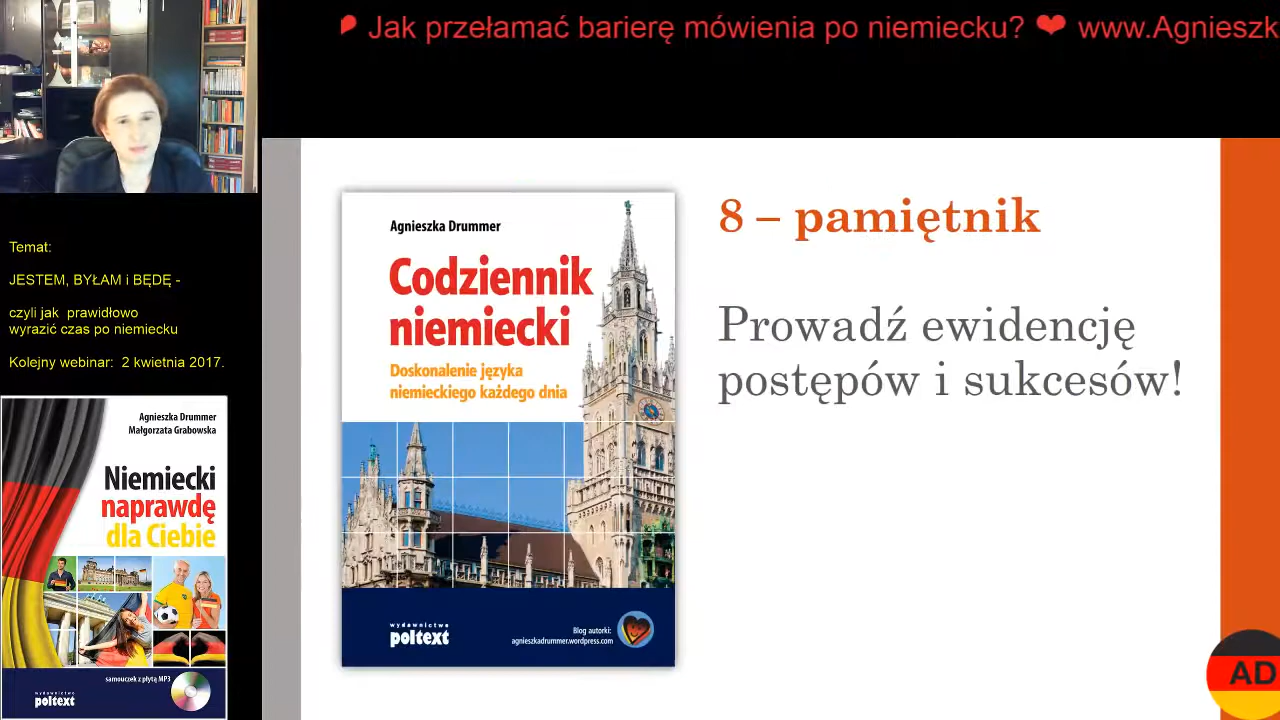 Jak przełamać barierę mówienia po niemiecku? ❤ www.Agnieszk
Temat:
JESTEM, BYŁAM i BĘDĘ -
czyli jak prawidłowo
wyrazić czas po niemiecku
Kolejny webinar: 2 kwietnia 2017.
Agnieszka Drummer
Małgorzata Grabowska
Niemiecki
naprawdę
dla Ciebie
samouczek z płytą MP3
wydawnictwo
poltext
Agnieszka Drummer
Codziennik
niemiecki
Doskonalenie języka
niemieckiego każdego dnia
wydawnictwo
poltext
Blog autorki:
agnieszkadrummer.wordpress.com
8 – pamiętnik
Prowadź ewidencję
postępów i sukcesów!
AD